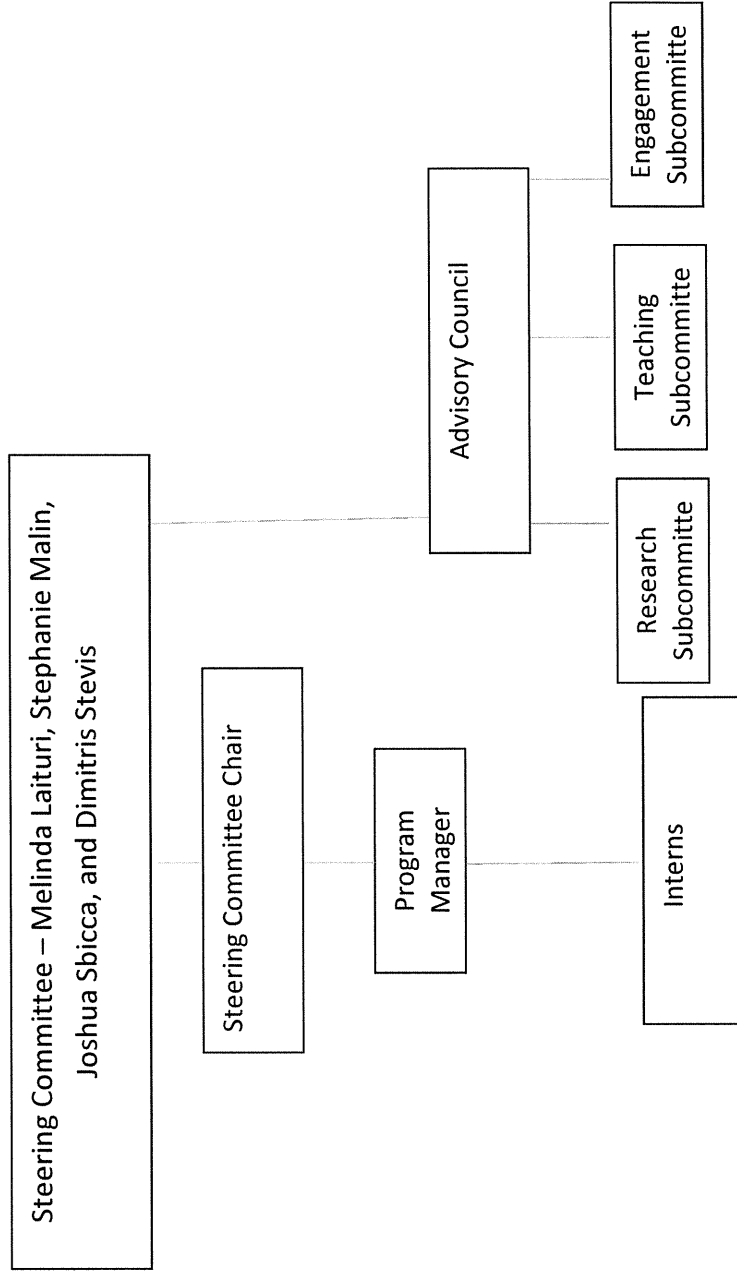 Steering Committee – Melinda Laituri, Stephanie Malin,
Joshua Sbicca, and Dimitris Stevis
Steering Committee Chair
Advisory Council
Program
Manager
Interns
Research
Subcommitte
Teaching
Subcommitte
Engagement
Subcommitte